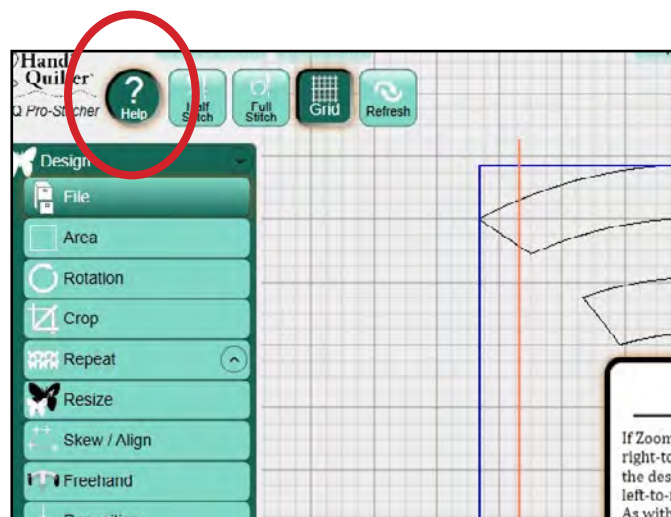 Hand
Quilter
Q Pro-Stitcher
?
Help
Half
Stitch
Full
Stitch
Grid
Refresh
Design
File
Area
Rotation
Crop
Repeat
Resize
Skew / Align
Freehand
If Zoom
right-to
the des
left-to-
As with